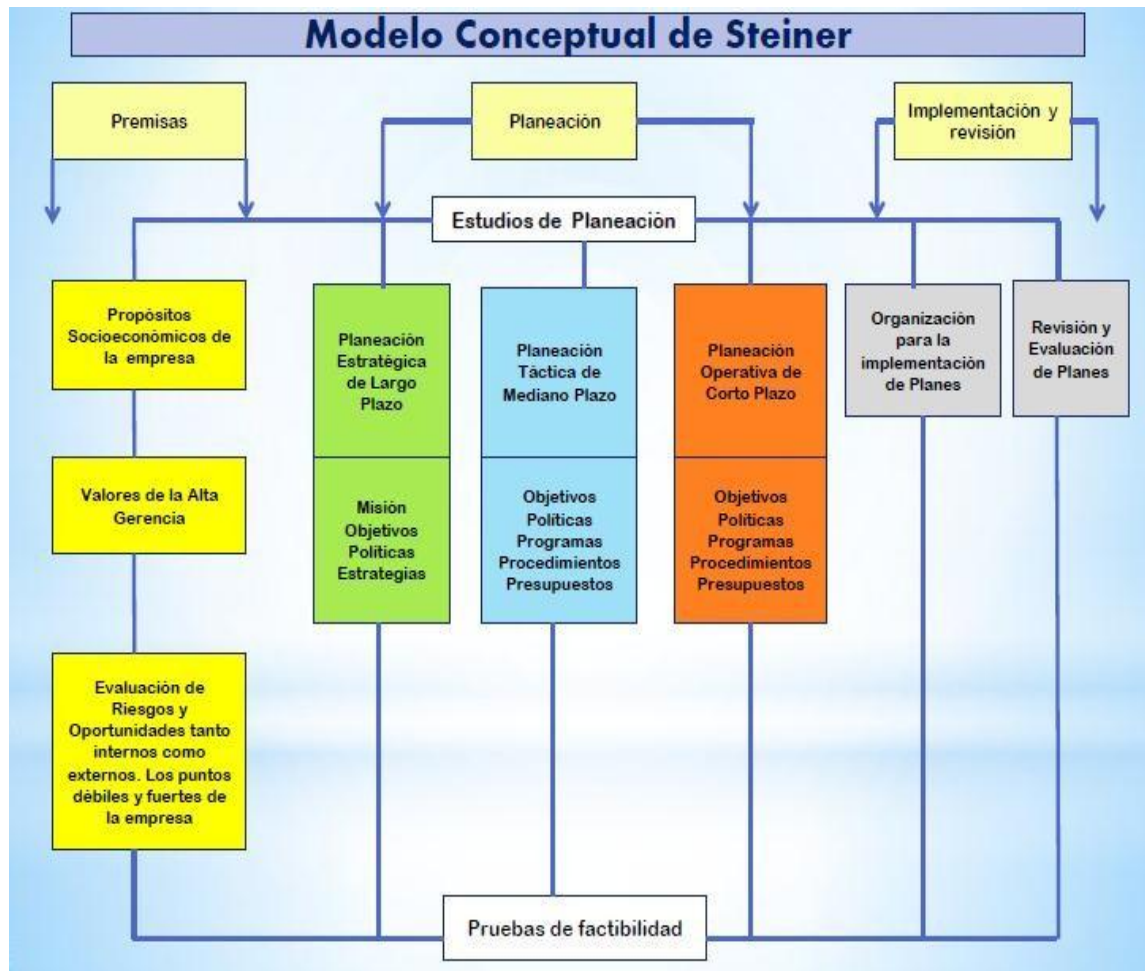 Modelo Conceptual de Steiner
Premisas
Planeación
Implementación y
revisión
Estudios de Planeación
Propósitos
Socioeconómicos de
la empresa
Planeación
Estratégica
de Largo
Plazo
Planeación
Táctica de
Mediano Plazo
Planeación
Operativa de
Corto Plazo
Organización
para la
implementación
de Planes
Revisión y
Evaluación
de Planes
Valores de la Alta
Gerencia
Misión
Objetivos
Políticas
Estrategias
Objetivos
Políticas
Programas
Procedimientos
Presupuestos
Objetivos
Políticas
Programas
Procedimientos
Presupuestos
Evaluación de
Riesgos y
Oportunidades tanto
internos como
externos. Los puntos
débiles y fuertes de
la empresa
Pruebas de factibilidad